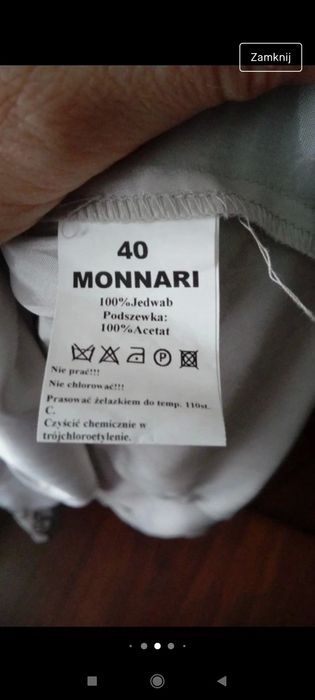 Zamknij
40
MONNARI
100%Jedwab
Podszewka:
100%Acetat
P
Nie prać!!!
Nie chlorować!!!
Prasować żelazkiem do temp. 110st.
C.
Czyścić chemicznie w
trójchloroetylenie.